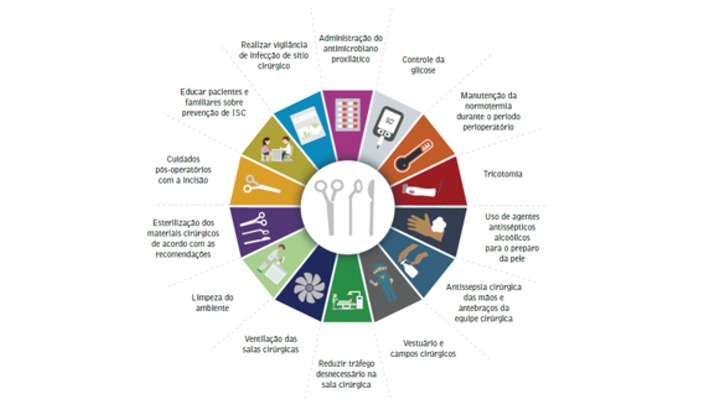 Administração do
antimicrobiano
proxilático
Controle da
glicose
Manutenção da
normotermia
durante o período
perioperatório
Tricotomia
Uso de agentes
antissépticos
alcoólicos
para o preparo
da pele
Antissepsia cirúrgica
das mãos e
antebraços da
equipe cirúrgica
Vestuário e
campos cirúrgicos
Reduzir tráfego
desnecessário na
sala cirúrgica
Ventilação das
salas cirúrgicas
Limpeza do
ambiente
Esterilização dos
materiais cirúrgicos
de acordo com as
recomendações
Cuidados
pós-operatórios
com a incisão
Educar pacientes e
familiares sobre
prevenção de ISC
Realizar vigilância
de infecção de sítio
cirúrgico